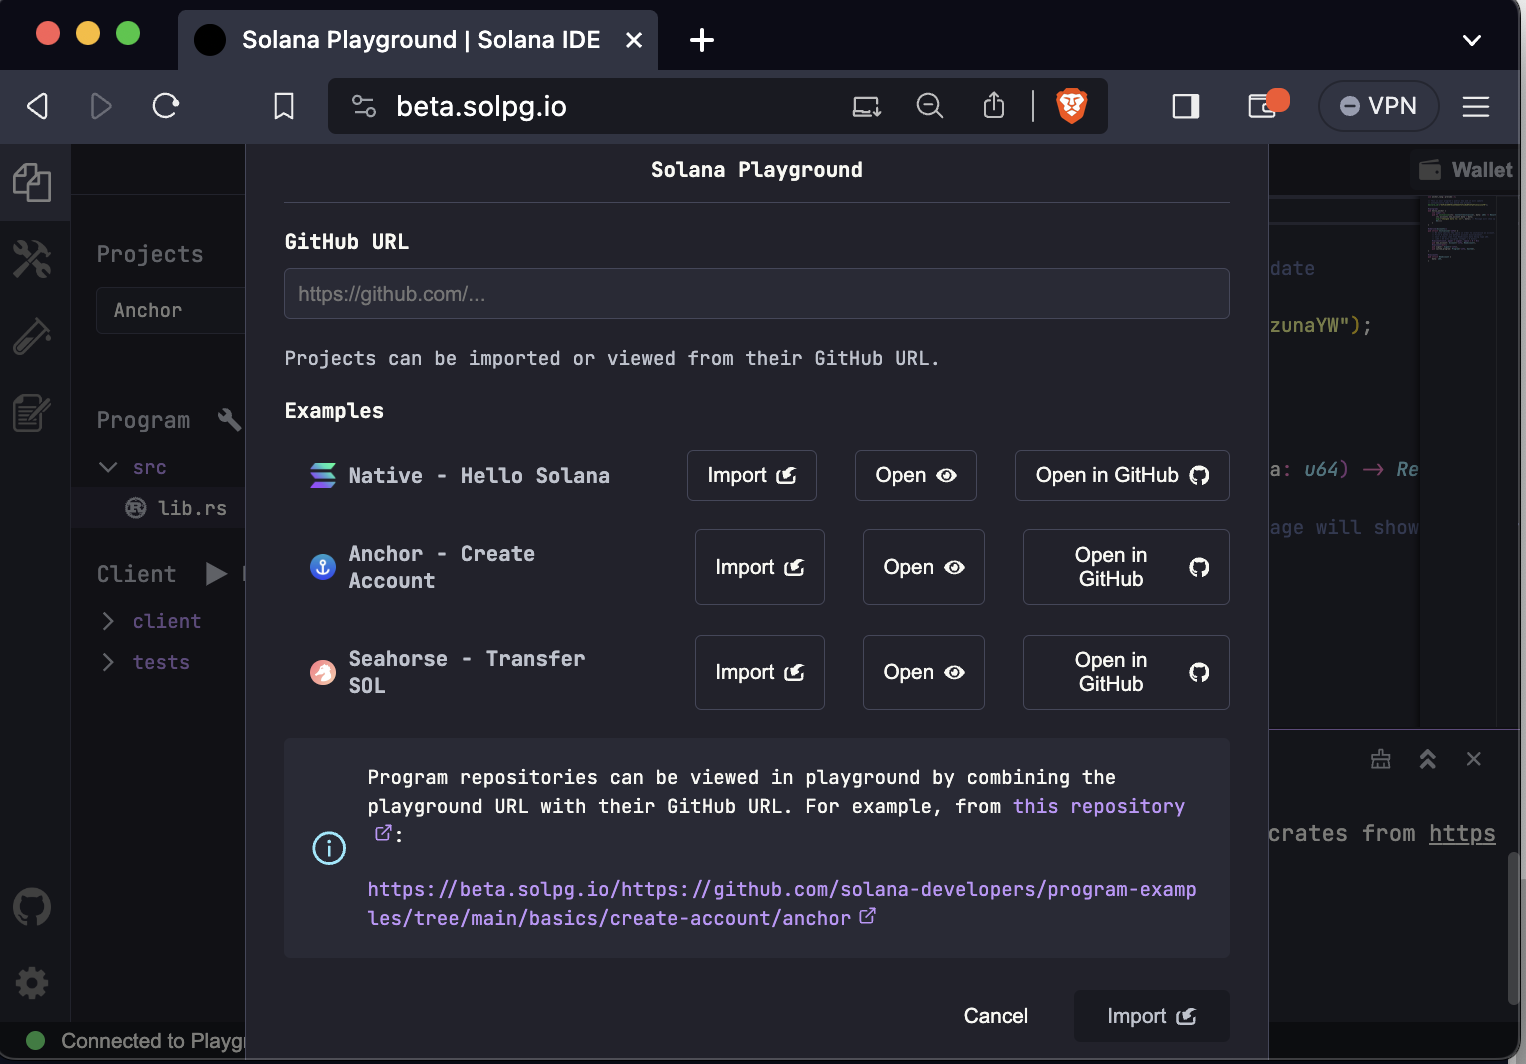 Solana Playground | Solana IDE
beta.solpg.io
VPN
Solana Playground
Wallet
GitHub URL
https://github.com/...
Projects can be imported or viewed from their GitHub URL.
Examples
Native - Hello Solana
Import
Open
Open in GitHub
Anchor - Create
Account
Import
Open
Open in
GitHub
Seahorse - Transfer
SOL
Import
Open
Open in
GitHub
Program repositories can be viewed in playground by combining the
playground URL with their GitHub URL. For example, from this repository
:
https://beta.solpg.io/https://github.com/solana-developers/program-examp
les/tree/main/basics/create-account/anchor
Cancel
Import
Projects
Anchor
Program
src
lib.rs
Client
client
tests
Connected to Playg
date
zunaYW");
a: u64) → Re
age will show
crates from https